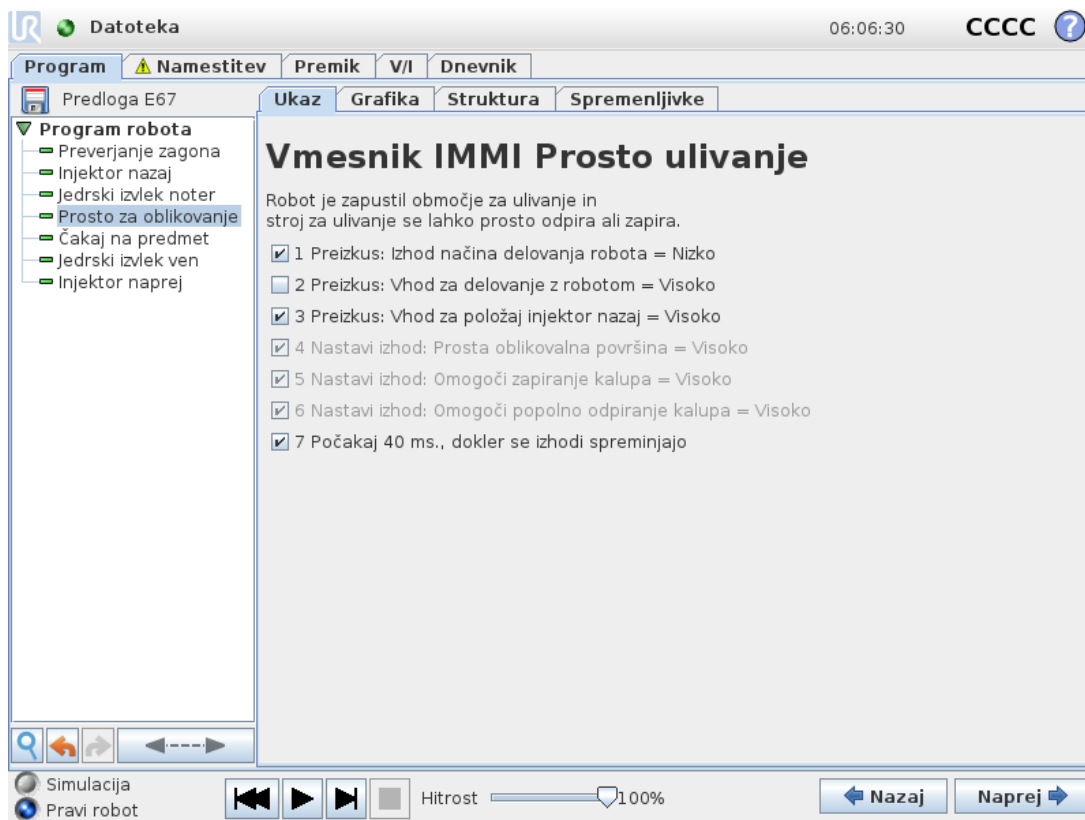 UR Datoteka 06:06:30 CCCC ?
Program Namestitev Premik V/I Dnevnik
Predloga E67
Ukaz Grafika Struktura Spremenljivke
Program robota
Preverjanje zagona
Injektor nazaj
Jedrski izvlek noter
Prosto za oblikovanje
Čakaj na predmet
Jedrski izvlek ven
Injektor naprej
Vmesnik IMMI Prosto ulivanje
Robot je zapustil območje za ulivanje in
stroj za ulivanje se lahko prosto odpira ali zapira.
1 Preizkus: Izhod načina delovanja robota = Nizko
2 Preizkus: Vhod za delovanje z robotom = Visoko
3 Preizkus: Vhod za položaj injektor nazaj = Visoko
4 Nastavi izhod: Prosta oblikovalna površina = Visoko
5 Nastavi izhod: Omogoči zapiranje kalupa = Visoko
6 Nastavi izhod: Omogoči popolno odpiranje kalupa = Visoko
7 Počakaj 40 ms., dokler se izhodi spreminjajo
Simulacija
Pravi robot
Hitrost 100%
Nazaj Naprej